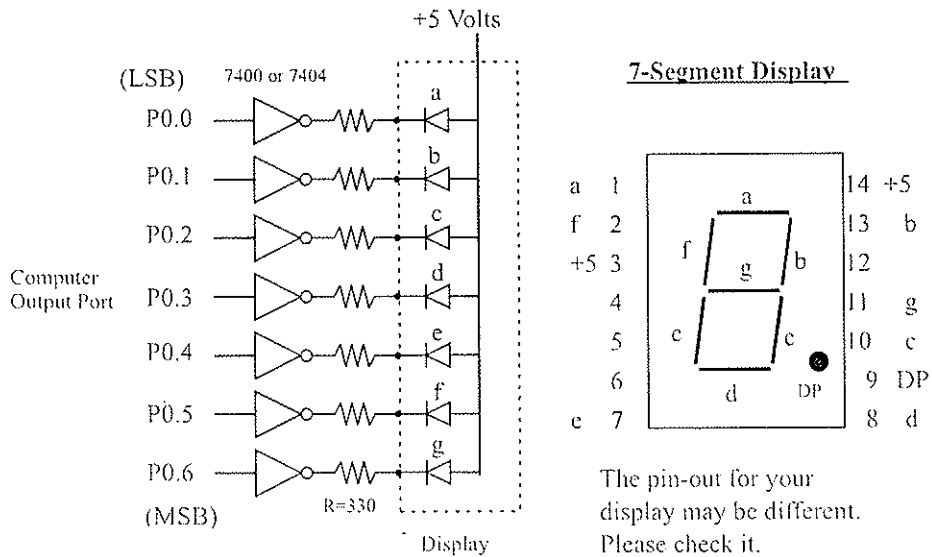 +5 Volts
(LSB)
7400 or 7404
P0.0
a
P0.1
b
P0.2
c
P0.3
d
P0.4
e
P0.5
f
P0.6
g
(MSB)
R=330
Computer
Output Port
Display
7-Segment Display
a 1
f 2
+5 3
4
5
6
e 7
14 +5
13 b
12
11 g
10 c
9 DP
8 d
a
f
b
g
e
c
d
DP
The pin-out for your
display may be different.
Please check it.